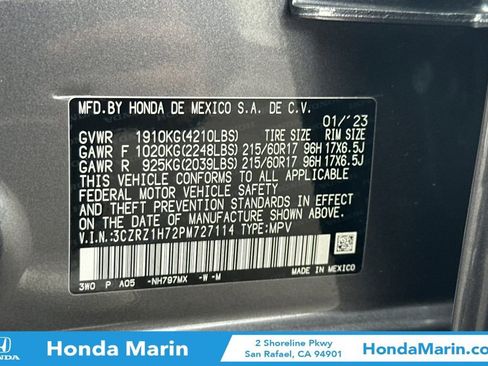 MFD.BY HONDA DE MEXICO S.A. DE C.V.
01/'23
GVWR 1910KG(4210LBS) TIRE SIZE RIM SIZE
GAWR F 1020KG(2248LBS) 215/60R17 96H 17X6.5J
GAWR R 925KG(2039LBS) 215/60R17 96H 17X6.5J
THIS VEHICLE CONFORMS TO ALL APPLICABLE
FEDERAL MOTOR VEHICLE SAFETY
AND THEFT PREVENTION STANDARDS IN EFFECT
ON THE DATE OF MANUFACTURE SHOWN ABOVE.
V.I.N.:3CZRZ1H72PM727114 TYPE:MPV
3W0 P A05 -NH797MX -W -M
MADE IN MEXICO
HONDA
Honda Marin
2 Shoreline Pkwy
San Rafael, CA 94901
HondaMarin.com